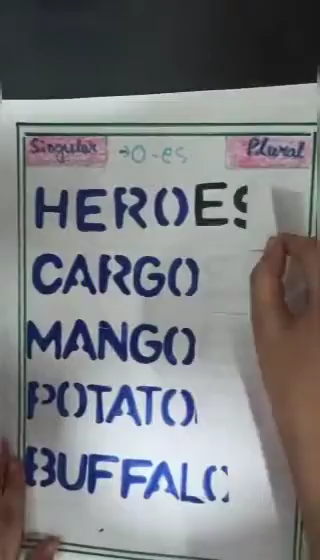 Singular →O-es Plural
HEROES
CARGO
MANGO
POTATO
BUFFALO